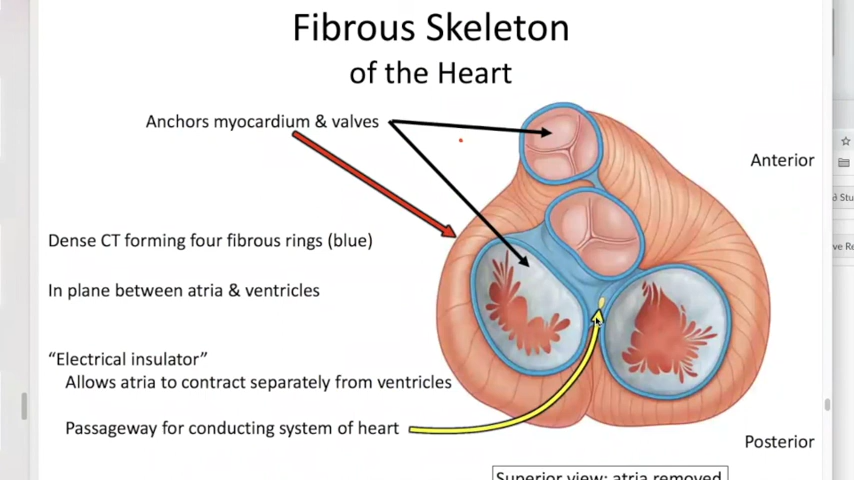 Fibrous Skeleton
of the Heart
Anchors myocardium & valves
Anterior
Dense CT forming four fibrous rings (blue)
In plane between atria & ventricles
“Electrical insulator”
Allows atria to contract separately from ventricles
Passageway for conducting system of heart
Posterior
Superior view: atria removed